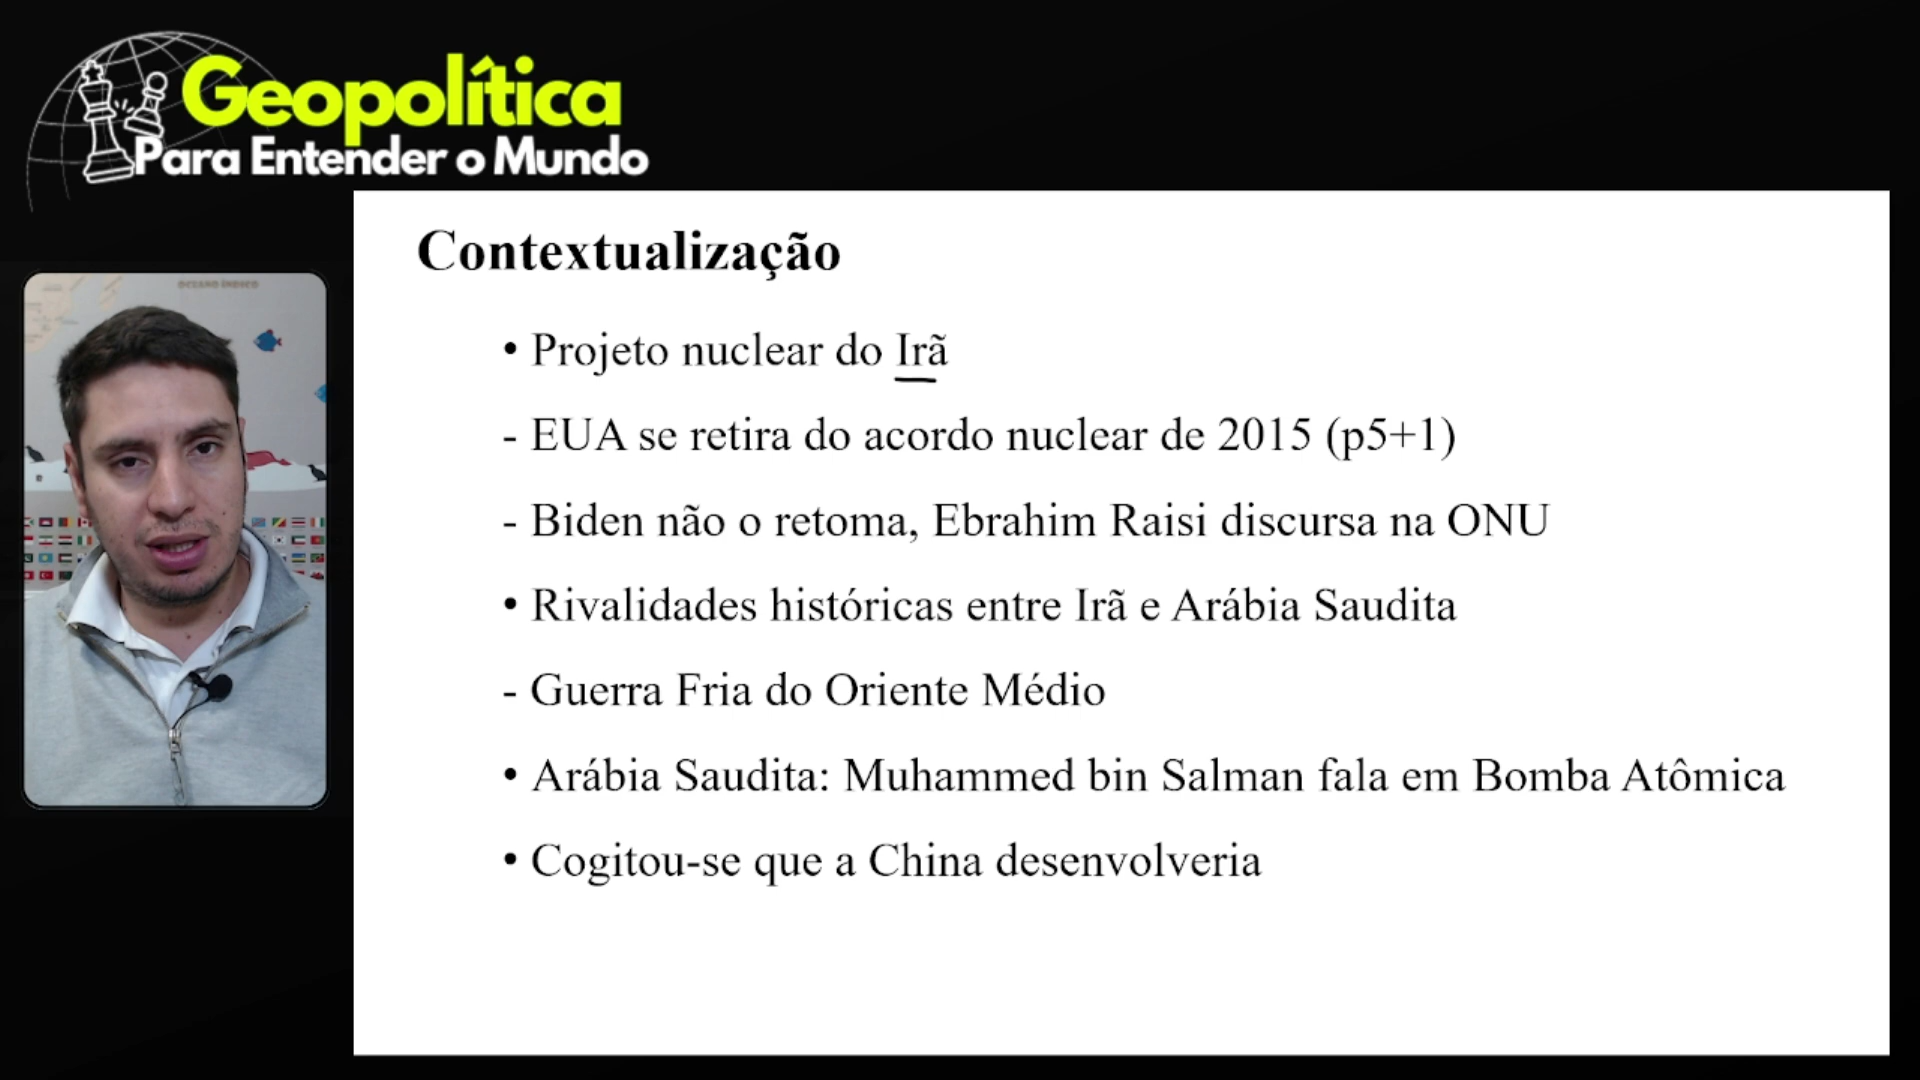 Geopolítica
Para Entender o Mundo
OCEANO ÍNDICO
Contextualização
• Projeto nuclear do Irã
- EUA se retira do acordo nuclear de 2015 (p5+1)
- Biden não o retoma, Ebrahim Raisi discursa na ONU
• Rivalidades históricas entre Irã e Arábia Saudita
- Guerra Fria do Oriente Médio
• Arábia Saudita: Muhammed bin Salman fala em Bomba Atômica
• Cogitou-se que a China desenvolveria